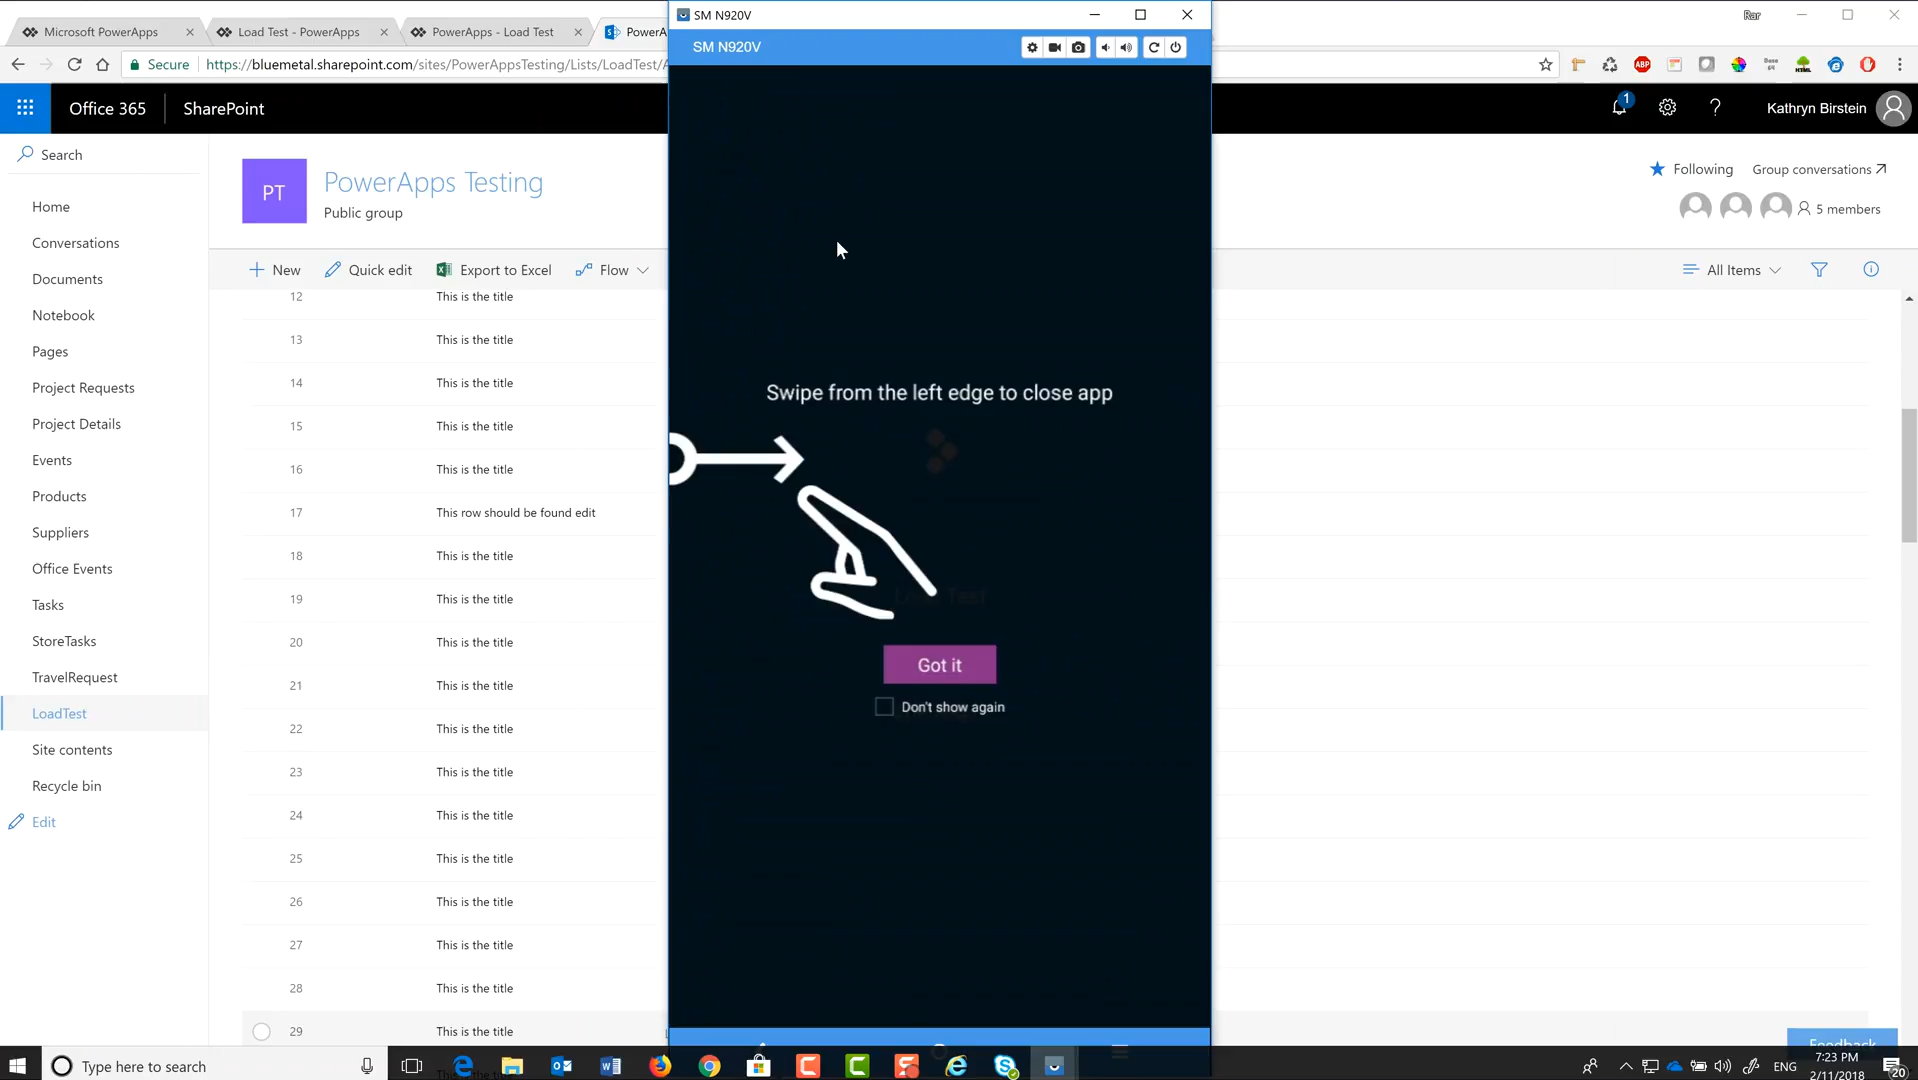 Microsoft PowerApps
Load Test - PowerApps
PowerApps - Load Test
PowerA
Rar
Secure
https://bluemetal.sharepoint.com/sites/PowerAppsTesting/Lists/LoadTest/A
Office 365
SharePoint
1
?
Kathryn Birstein
SM N920V
SM N920V
Search
Home
Conversations
Documents
Notebook
Pages
Project Requests
Project Details
Events
Products
Suppliers
Office Events
Tasks
StoreTasks
TravelRequest
LoadTest
Site contents
Recycle bin
Edit
PT
PowerApps Testing
Public group
Following
Group conversations
5 members
New
Quick edit
Export to Excel
Flow
All Items
12 This is the title
13 This is the title
14 This is the title
15 This is the title
16 This is the title
17 This row should be found edit
18 This is the title
19 This is the title
20 This is the title
21 This is the title
22 This is the title
23 This is the title
24 This is the title
25 This is the title
26 This is the title
27 This is the title
28 This is the title
29 This is the title
Swipe from the left edge to close app
Load Test
Got it
Don't show again
Feedback
Type here to search
ENG
7:23 PM
2/11/2018
20